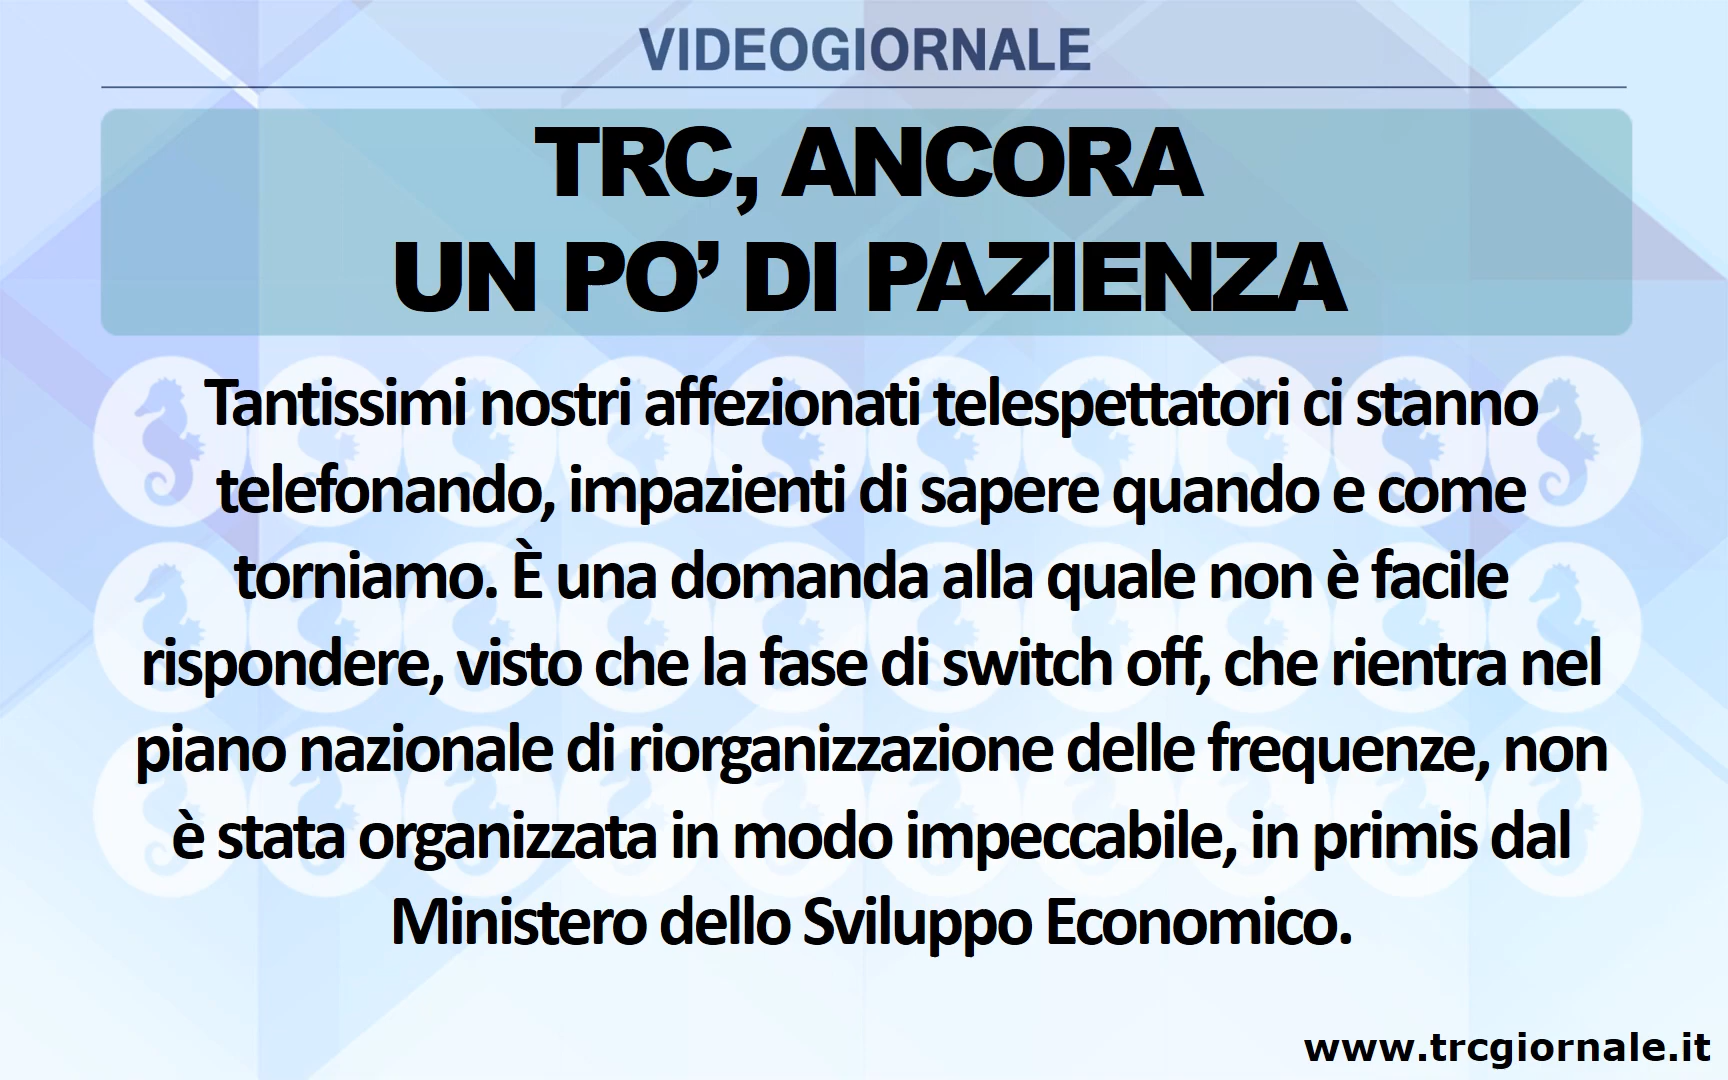 VIDEOGIORNALE
TRC, ANCORA
UN PO’ DI PAZIENZA
Tantissimi nostri affezionati telespettatori ci stanno
telefonando, impazienti di sapere quando e come
torniamo. È una domanda alla quale non è facile
rispondere, visto che la fase di switch off, che rientra nel
piano nazionale di riorganizzazione delle frequenze, non
è stata organizzata in modo impeccabile, in primis dal
Ministero dello Sviluppo Economico.
www.trcgiornale.it